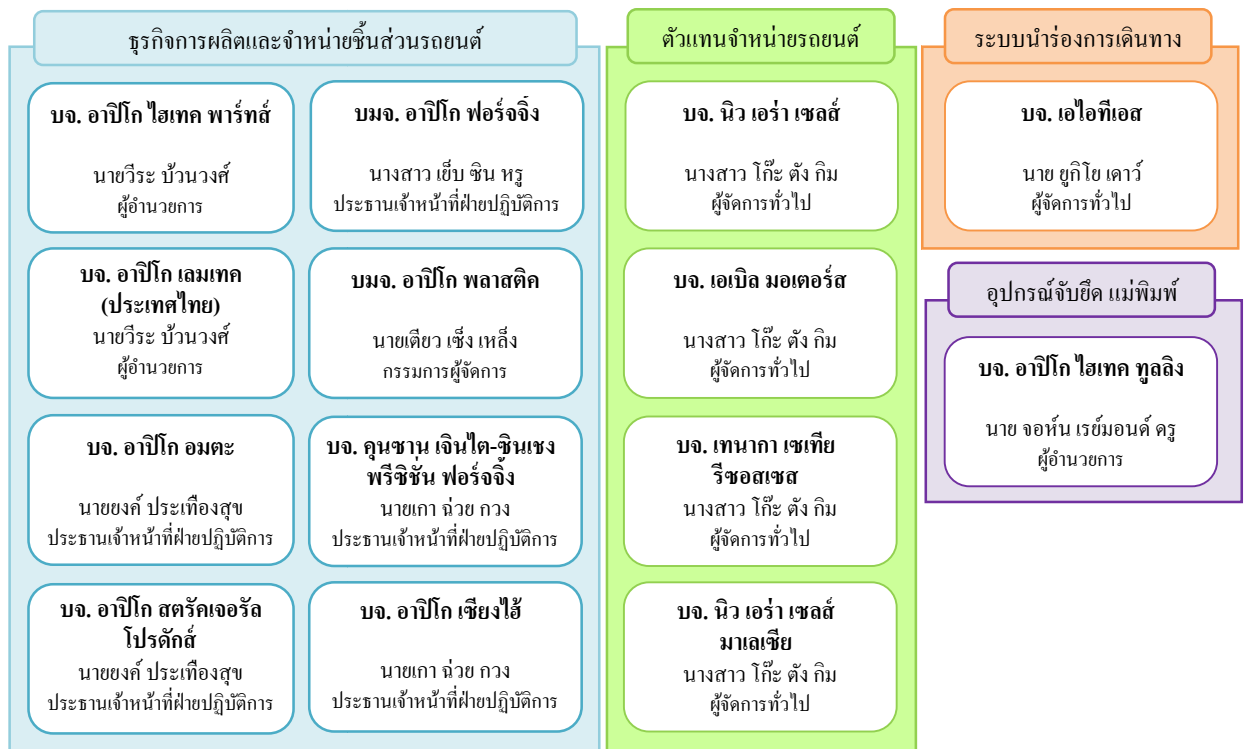 ธุรกิจการผลิตและจำหน่ายชิ้นส่วนรถยนต์
บจ. อาปิโก ไฮเทค พาร์ทส์
นายวีระ บ้วนวงศ์
ผู้อำนวยการ
บมจ. อาปิโก ฟอร์จจิ้ง
นางสาว เย็บ ซิน หรู
ประธานเจ้าหน้าที่ฝ่ายปฏิบัติการ
บจ. อาปิโก เลมเทค
(ประเทศไทย)
นายวีระ บ้วนวงศ์
ผู้อำนวยการ
บมจ. อาปิโก พลาสติค
นายเตียว เซ็ง เหล็ง
กรรมการผู้จัดการ
บจ. อาปิโก อมตะ
นายยงค์ ประเทืองสุข
ประธานเจ้าหน้าที่ฝ่ายปฏิบัติการ
บจ. คุนซาน เจินไต-ซินเชง
พรีซิชั่น ฟอร์จจิ้ง
นายเกา ฉ่วย กวง
ประธานเจ้าหน้าที่ฝ่ายปฏิบัติการ
บจ. อาปิโก สตรัคเจอรัล
โปรดักส์
นายยงค์ ประเทืองสุข
ประธานเจ้าหน้าที่ฝ่ายปฏิบัติการ
บจ. อาปิโก เซียงไฮ้
นายเกา ฉ่วย กวง
ประธานเจ้าหน้าที่ฝ่ายปฏิบัติการ
ตัวแทนจำหน่ายรถยนต์
บจ. นิว เอร่า เซลส์
นางสาว โก๊ะ ตัง กิม
ผู้จัดการทั่วไป
บจ. เอเบิล มอเตอร์ส
นางสาว โก๊ะ ตัง กิม
ผู้จัดการทั่วไป
บจ. เทนากา เซเทีย
รีซอสเซส
นางสาว โก๊ะ ตัง กิม
ผู้จัดการทั่วไป
บจ. นิว เอร่า เซลส์
มาเลเซีย
นางสาว โก๊ะ ตัง กิม
ผู้จัดการทั่วไป
ระบบนำร่องการเดินทาง
บจ. เอไอทีเอส
นาย ยูกิโย เดาว์
ผู้จัดการทั่วไป
อุปกรณ์จับยึด แม่พิมพ์
บจ. อาปิโก ไฮเทค ทูลลิง
นาย จอห์น เรย์มอนด์ ครู
ผู้อำนวยการ